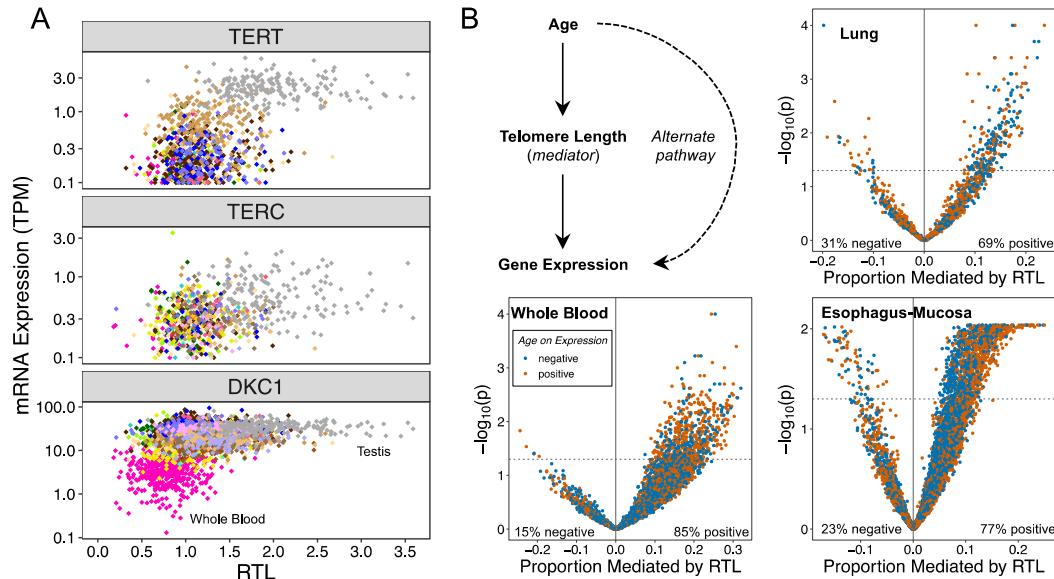 A
TERT
3.0
1.0
0.3
0.1
TERC
3.0
1.0
0.3
0.1
DKC1
100.0
10.0
1.0
0.1
Testis
Whole Blood
0.0 0.5 1.0 1.5 2.0 2.5 3.0 3.5
RTL
mRNA Expression (TPM)
B
Age
Telomere Length
(mediator)
Alternate
pathway
Gene Expression
Lung
4
3
2
1
0
−log10(p)
31% negative 69% positive
−0.2 −0.1 0.0 0.1 0.2
Proportion Mediated by RTL
Whole Blood
Age on Expression
negative
positive
4
3
2
1
0
−log10(p)
15% negative 85% positive
−0.2 −0.1 0.0 0.1 0.2 0.3
Proportion Mediated by RTL
Esophagus-Mucosa
2
1
0
−log10(p)
23% negative 77% positive
−0.2 −0.1 0.0 0.1 0.2
Proportion Mediated by RTL